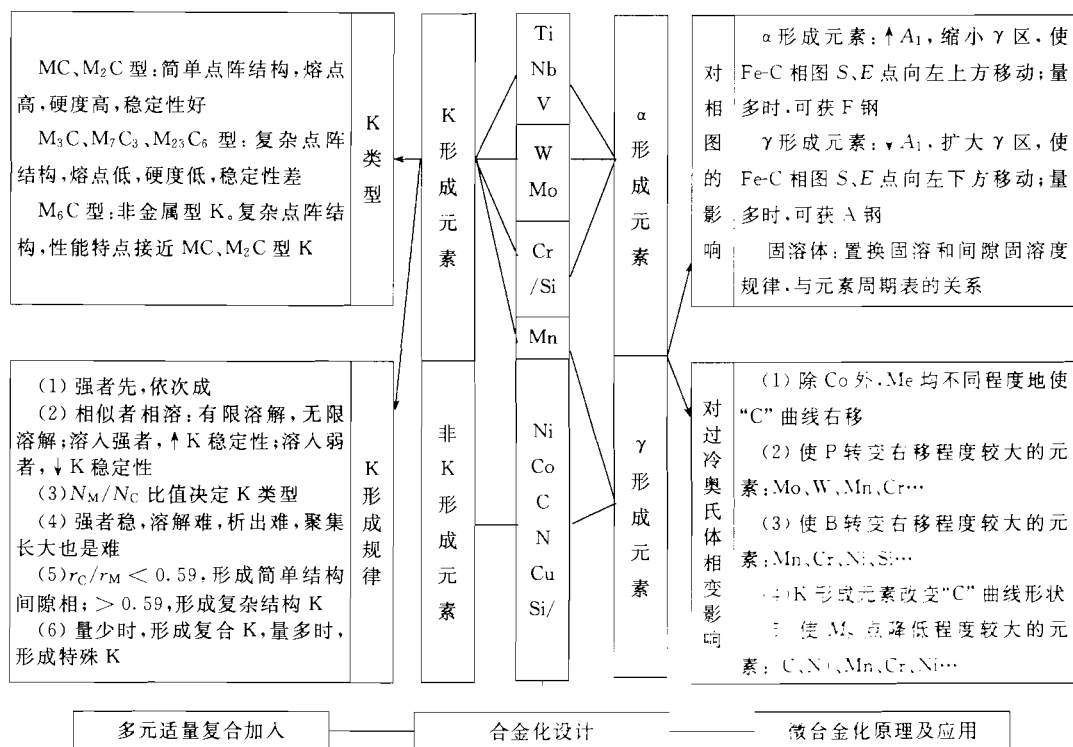 MC、M₂C 型:简单点阵结构,熔点
高,硬度高,稳定性好
M₃C、M₇C₃、M₂₃C₆ 型:复杂点阵
结构,熔点低,硬度低,稳定性差
M₆C 型:非金属型 K。复杂点阵结
构,性能特点接近 MC、M₂C 型 K
K类型
(1) 强者先,依次成
(2) 相似者相溶:有限溶解,无限
溶解;溶入强者,↑K 稳定性;溶入弱
者,↓K 稳定性
(3) N_M/N_C 比值决定 K 类型
(4) 强者稳,溶解难,析出难,聚集
长大也是难
(5) r_C/r_M < 0.59,形成简单结构
间隙相;> 0.59,形成复杂结构 K
(6) 量少时,形成复合 K,量多时,
形成特殊 K
K形成规律
K形成元素
非K形成元素
Ti
Nb
V
W
Mo
Cr
/Si
Mn
Ni
Co
C
N
Cu
Si/
α形成元素
γ形成元素
对相图的影响
α 形成元素:↑A₁,缩小 γ 区,使
Fe-C 相图 S、E 点向左上方移动;量
多时,可获 F 钢
γ 形成元素:↓A₁,扩大 γ 区,使
Fe-C 相图 S、E 点向左下方移动;量
多时,可获 A 钢
固溶体:置换固溶和间隙固溶度
规律,与元素周期表的关系
对过冷奥氏体相变影响
(1) 除 Co 外,Me 均不同程度地使
“C” 曲线右移
(2) 使 P 转变右移程度较大的元
素:Mo、W、Mn、Cr…
(3) 使 B 转变右移程度较大的元
素:Mn、Cr、Ni、Si…
(4) K 形成元素改变“C” 曲线形状
使 M 点降低程度较大的元
素:C、N、Mn、Cr、Ni…
多元适量复合加入
合金化设计
微合金化原理及应用